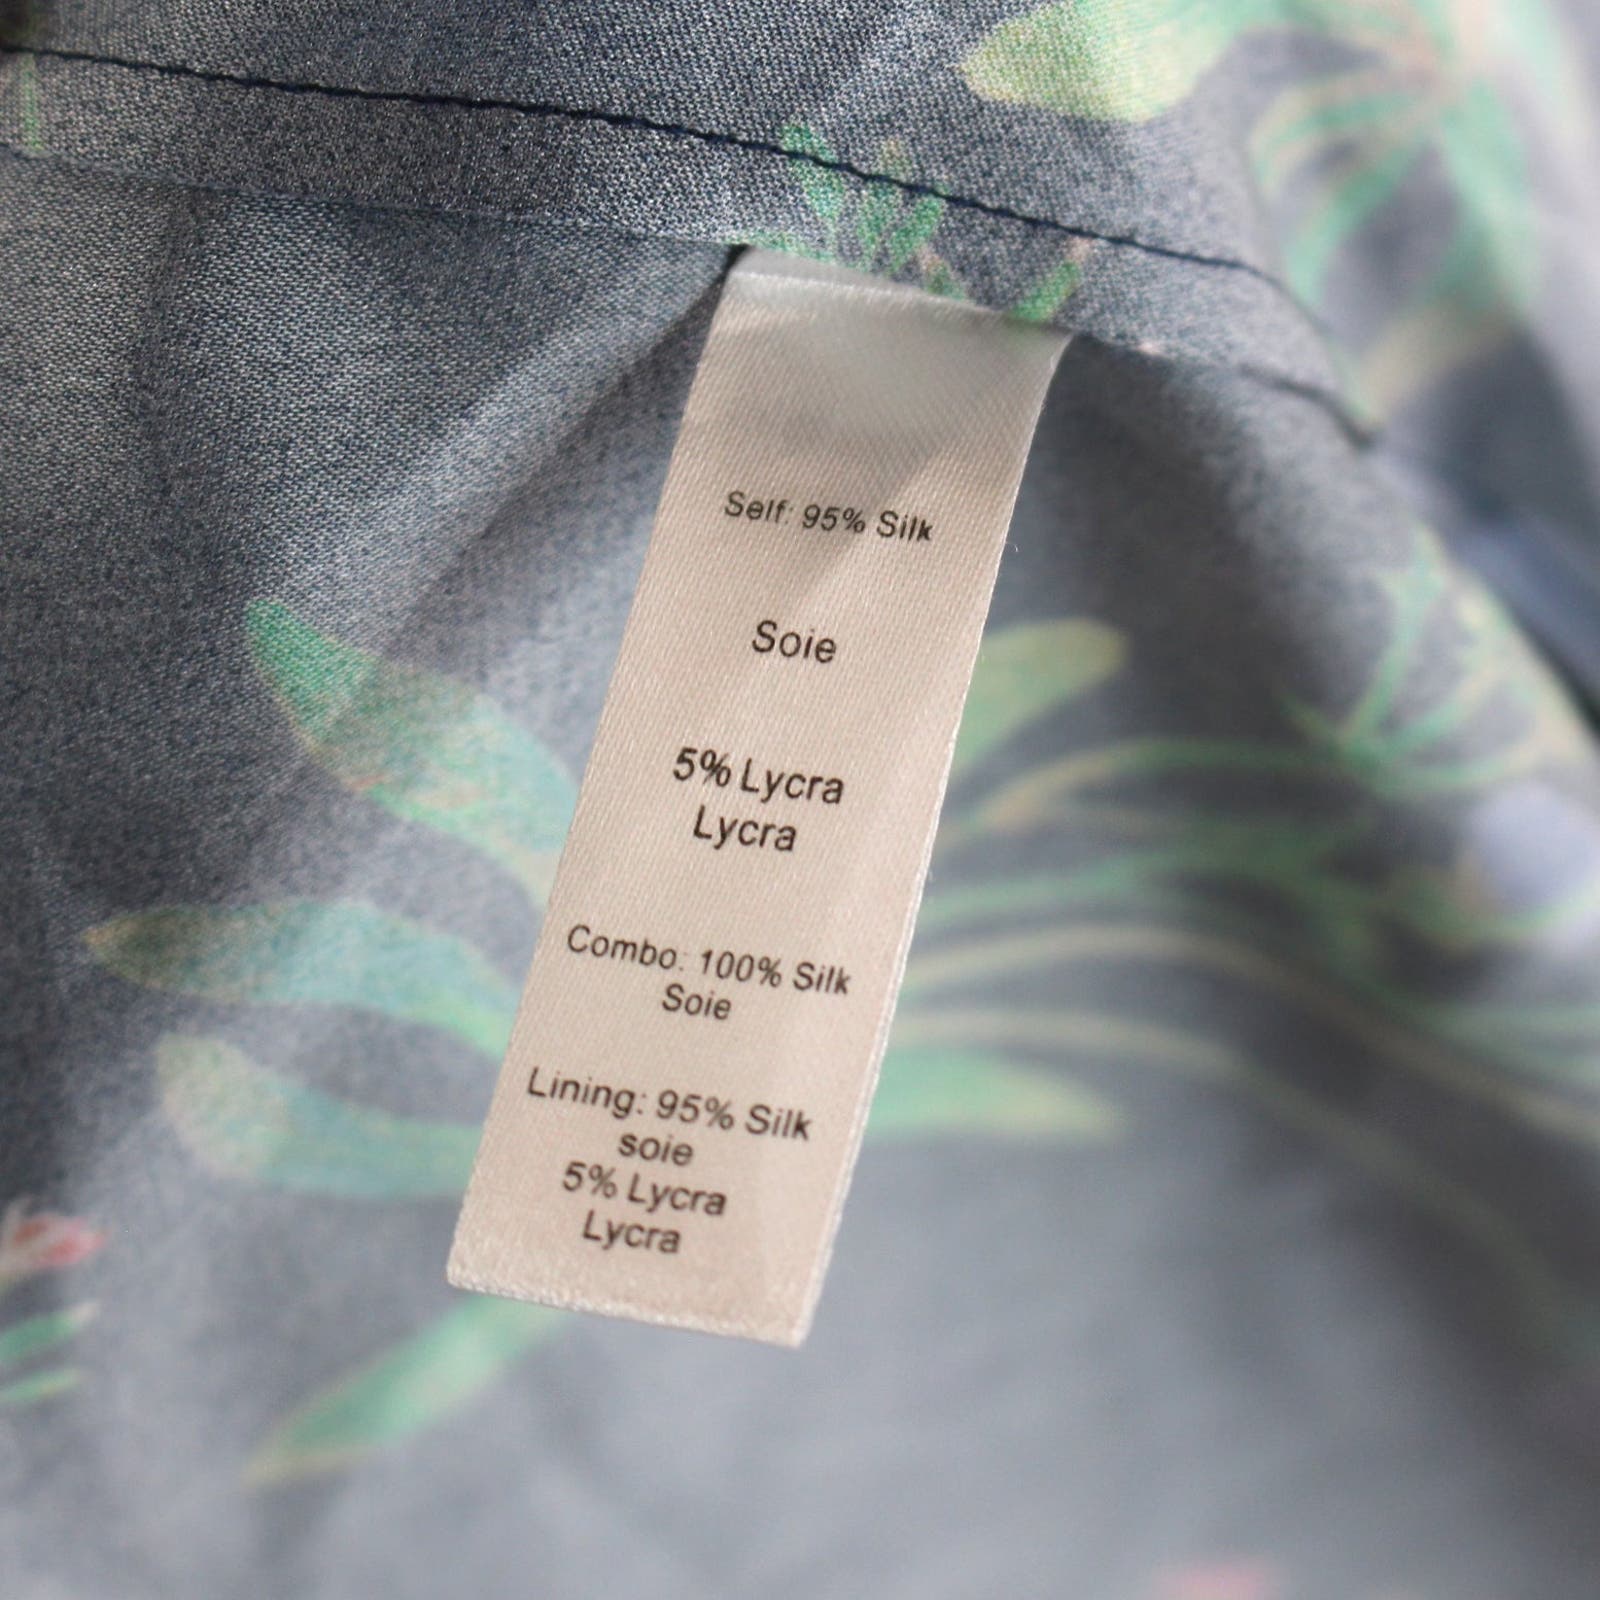 Self: 95% Silk
Soie
5% Lycra
Lycra
Combo: 100% Silk
Soie
Lining: 95% Silk
soie
5% Lycra
Lycra